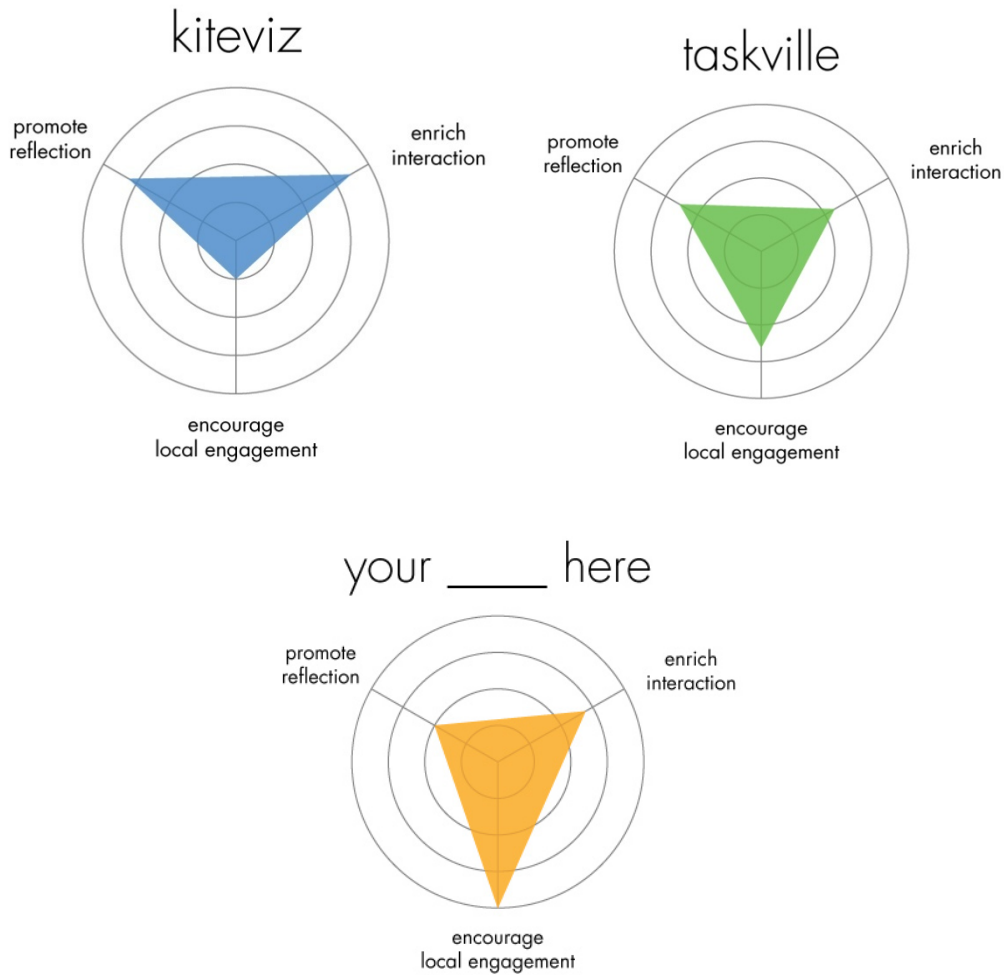 kiteviz
promote
reflection
enrich
interaction
encourage
local engagement
taskville
promote
reflection
enrich
interaction
encourage
local engagement
your ____ here
promote
reflection
enrich
interaction
encourage
local engagement